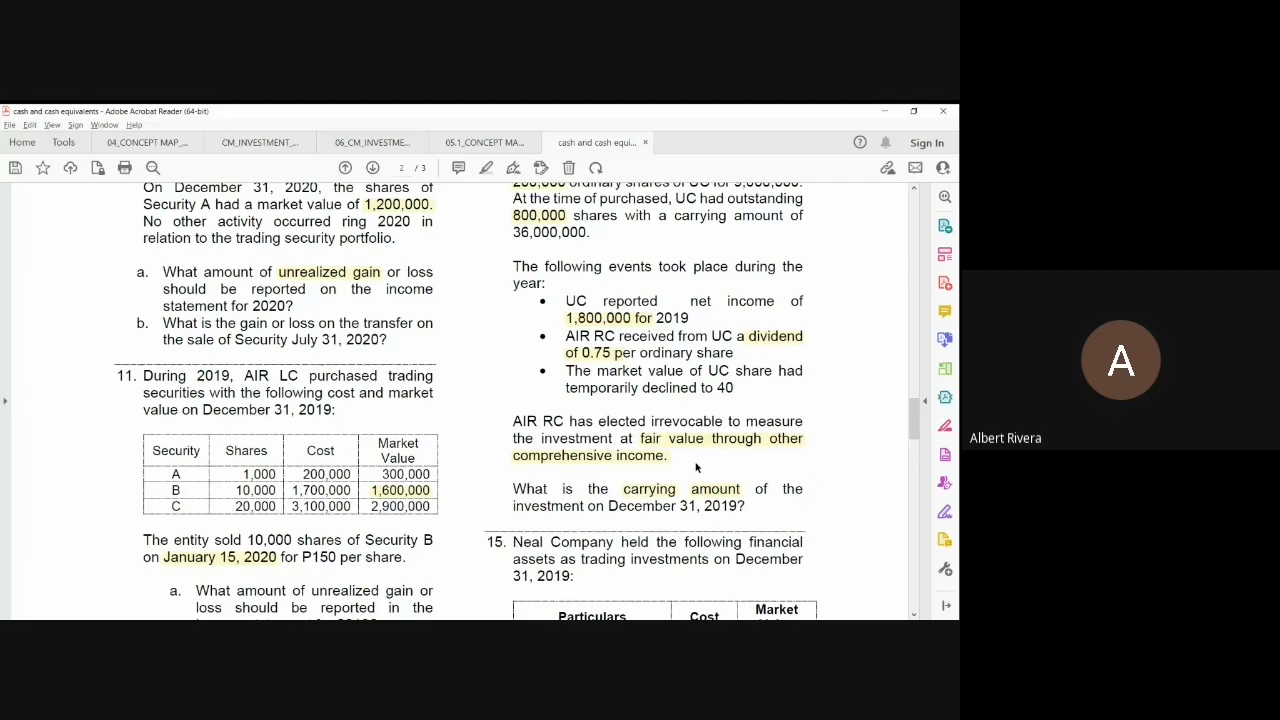 cash and cash equivalents - Adobe Acrobat Reader (64-bit)
File Edit View Sign Window Help
Home Tools 04_CONCEPT MAP_... CM_INVESTMENT_... 06_CM_INVESTME... 05.1_CONCEPT MA... cash and cash equi... × Sign In
2 / 3
On December 31, 2020, the shares of
Security A had a market value of 1,200,000.
No other activity occurred ring 2020 in
relation to the trading security portfolio.
a. What amount of unrealized gain or loss
should be reported on the income
statement for 2020?
b. What is the gain or loss on the transfer on
the sale of Security July 31, 2020?
11. During 2019, AIR LC purchased trading
securities with the following cost and market
value on December 31, 2019:
Security Shares Cost Market Value
A 1,000 200,000 300,000
B 10,000 1,700,000 1,600,000
C 20,000 3,100,000 2,900,000
The entity sold 10,000 shares of Security B
on January 15, 2020 for P150 per share.
a. What amount of unrealized gain or
loss should be reported in the
200,000 ordinary shares of UC for 9,000,000.
At the time of purchased, UC had outstanding
800,000 shares with a carrying amount of
36,000,000.
The following events took place during the
year:
• UC reported net income of
1,800,000 for 2019
• AIR RC received from UC a dividend
of 0.75 per ordinary share
• The market value of UC share had
temporarily declined to 40
AIR RC has elected irrevocable to measure
the investment at fair value through other
comprehensive income.
What is the carrying amount of the
investment on December 31, 2019?
15. Neal Company held the following financial
assets as trading investments on December
31, 2019:
Particulars Cost Market
A
Albert Rivera